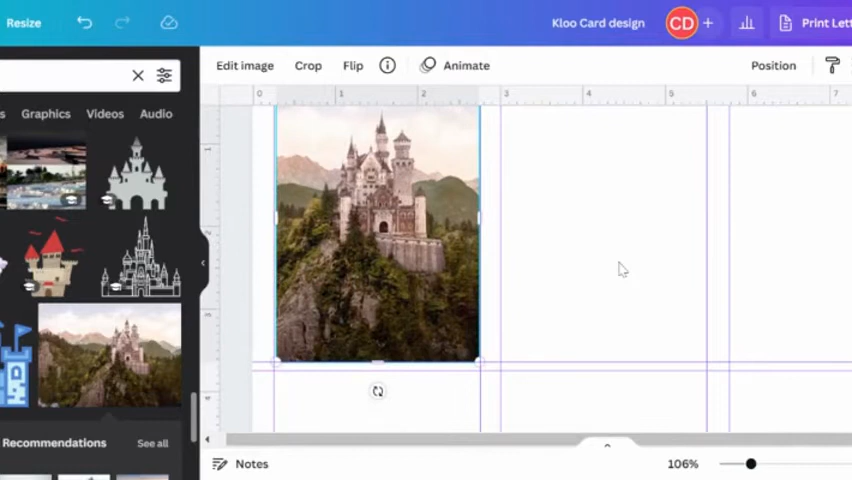 Resize
Kloo Card design
CD
+
Print Lett
Edit image
Crop
Flip
Animate
Position
s
Graphics
Videos
Audio
0 1 2 3 4 5 6 7
1
Recommendations
See all
Notes
106%